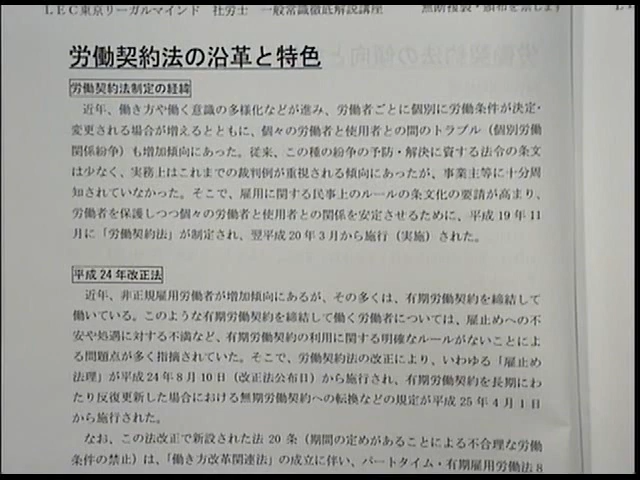 LEC東京リーガルマインド 社労士 一般常識徹底解説講座 無断複製・頒布を禁じます
労働契約法の沿革と特色
労働契約法制定の経緯
近年、働き方や働く意識の多様化などが進み、労働者ごとに個別に労働条件が決定・
変更される場合が増えるとともに、個々の労働者と使用者との間のトラブル（個別労働
関係紛争）も増加傾向にあった。従来、この種の紛争の予防・解決に資する法令の条文
は少なく、実務上はこれまでの裁判例が重視される傾向にあったが、事業主等に十分周
知されていなかった。そこで、雇用に関する民事上のルールの条文化の要請が高まり、
労働者を保護しつつ個々の労働者と使用者との関係を安定させるために、平成19年11
月に「労働契約法」が制定され、翌平成20年3月から施行（実施）された。
平成24年改正法
近年、非正規雇用労働者が増加傾向にあるが、その多くは、有期労働契約を締結して
働いている。このような有期労働契約を締結して働く労働者については、雇止めへの不
安や処遇に対する不満など、有期労働契約の利用に関する明確なルールがないことによ
る問題点が多く指摘されていた。そこで、労働契約法の改正により、いわゆる「雇止め
法理」が平成24年8月10日（改正法公布日）から施行され、有期労働契約を長期にわ
たり反復更新した場合における無期労働契約への転換などの規定が平成25年4月1日
から施行された。
なお、この法改正で新設された法20条（期間の定めがあることによる不合理な労働
条件の禁止）は、「働き方改革関連法」の成立に伴い、パートタイム・有期雇用労働法8